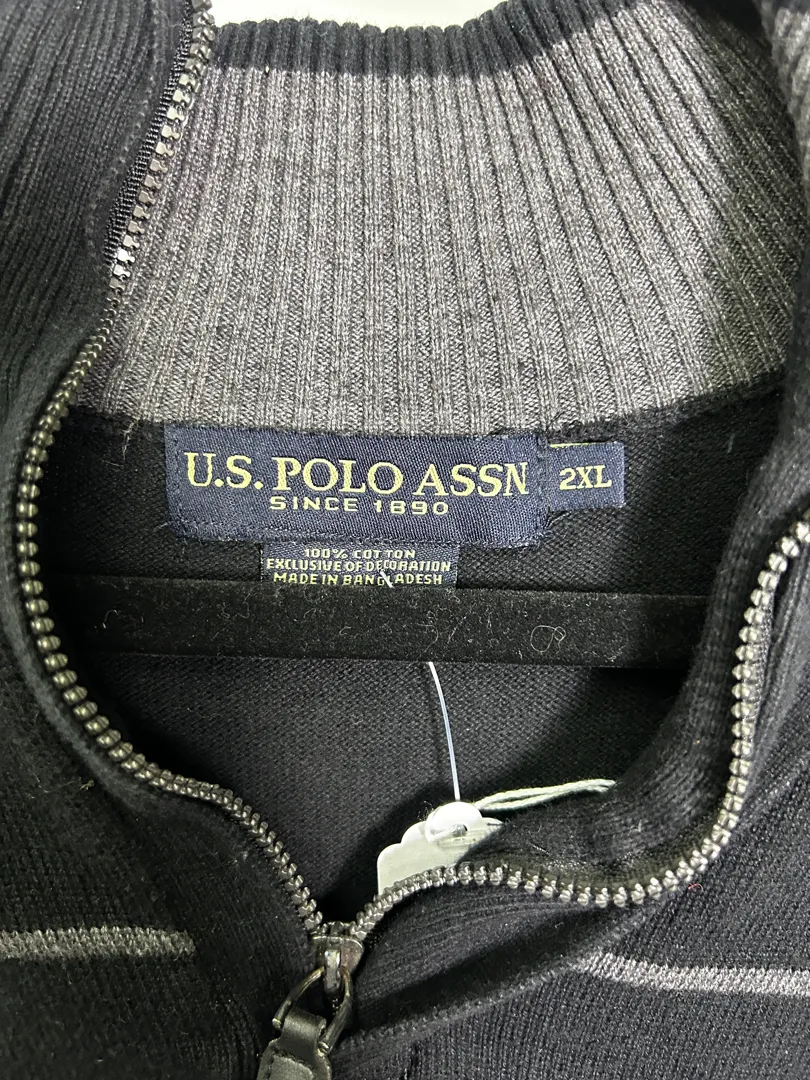 U.S. POLO ASSN
SINCE 1890
2XL
100% COTTON
EXCLUSIVE OF DECORATION
MADE IN BANGLADESH